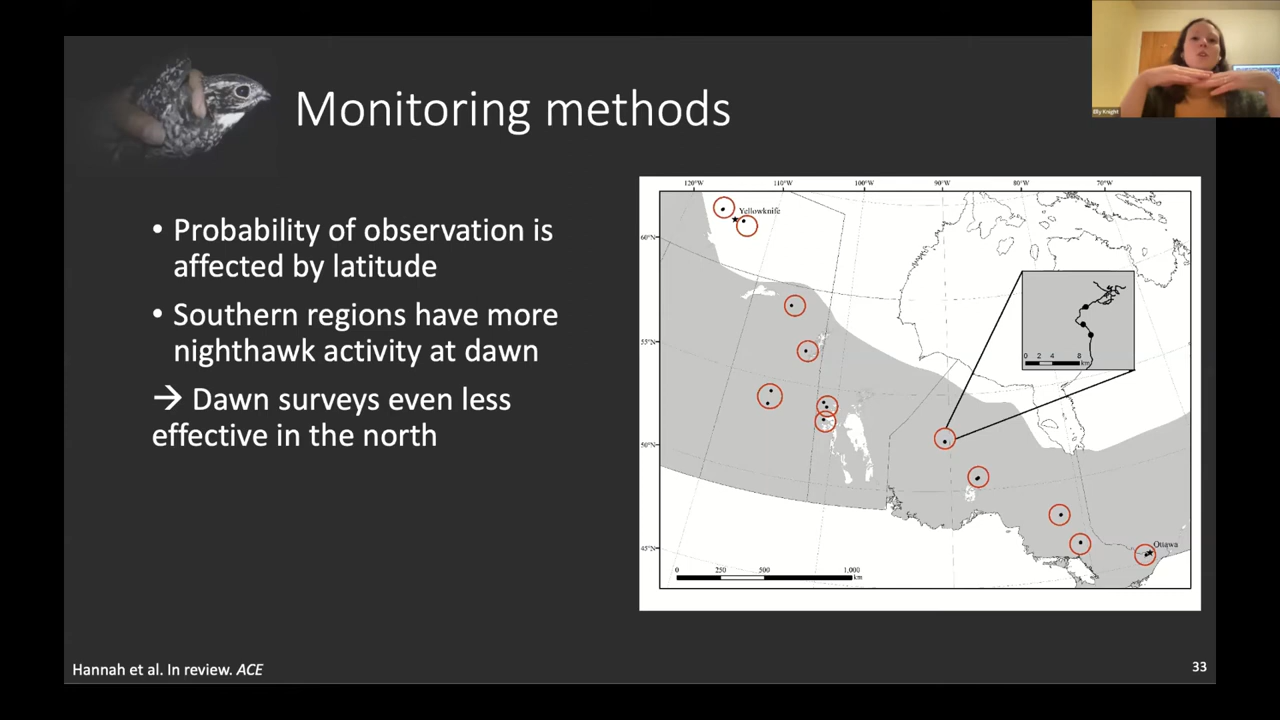 Elly Knight
Monitoring methods
• Probability of observation is
affected by latitude
• Southern regions have more
nighthawk activity at dawn
→ Dawn surveys even less
effective in the north
120°W 110°W 100°W 90°W 80°W 70°W
60°N
55°N
50°N
45°N
Yellowknife
0 2 4 8
km
Ottawa
0 250 500 1,000
km
Hannah et al. In review. ACE
33